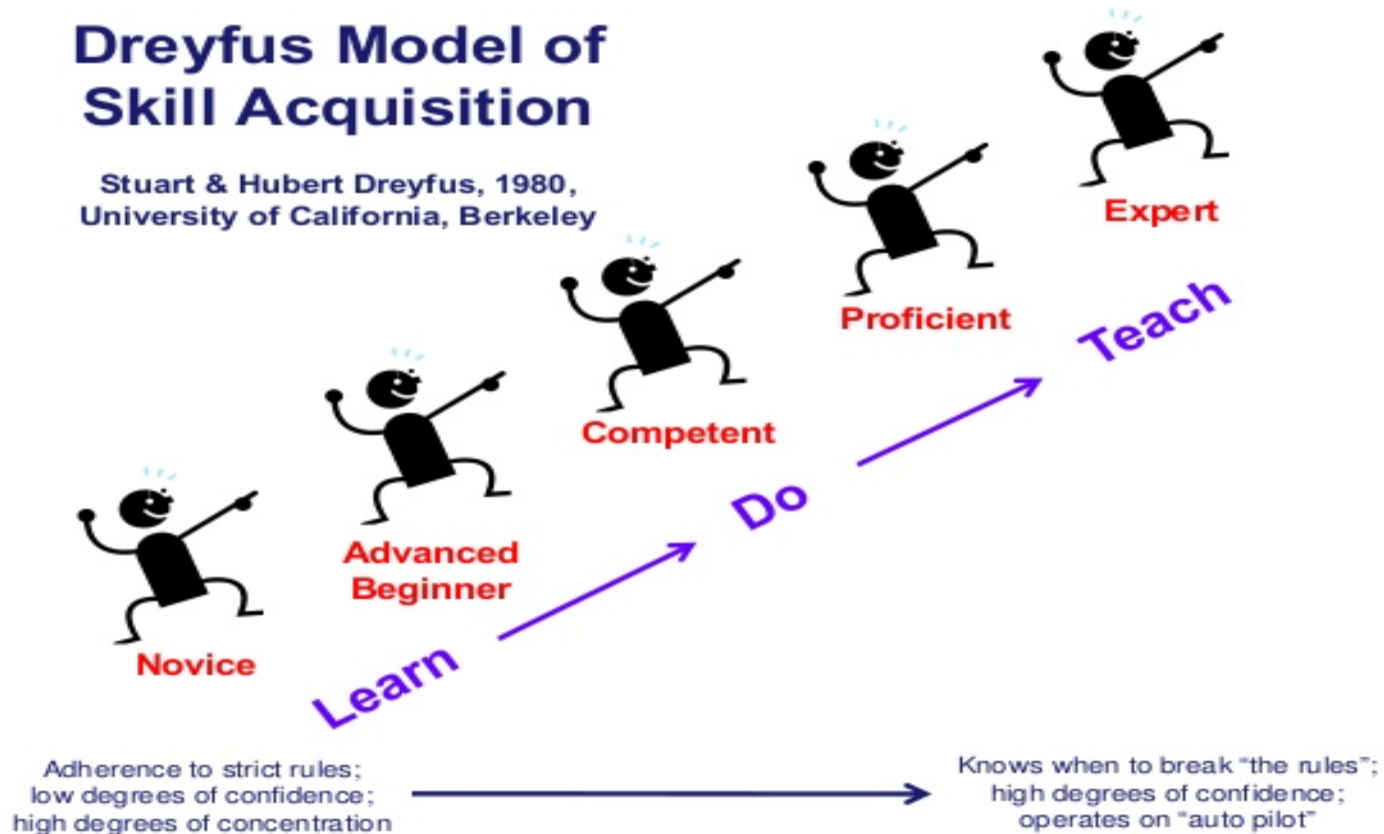 Dreyfus Model of
Skill Acquisition
Stuart & Hubert Dreyfus, 1980,
University of California, Berkeley
Expert
Proficient
Competent
Advanced
Beginner
Novice
Learn
Do
Teach
Adherence to strict rules;
low degrees of confidence;
high degrees of concentration
Knows when to break “the rules”;
high degrees of confidence;
operates on “auto pilot”